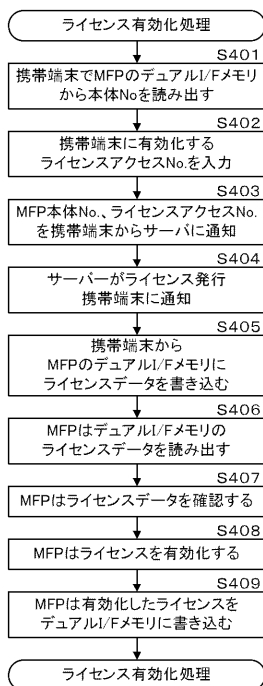 ライセンス有効化処理
S401
携帯端末でMFPのデュアルI/Fメモリ
から本体Noを読み出す
S402
携帯端末に有効化する
ライセンスアクセスNo.を入力
S403
MFP本体No.、ライセンスアクセスNo.
を携帯端末からサーバに通知
S404
サーバーがライセンス発行
携帯端末に通知
S405
携帯端末から
MFPのデュアルI/Fメモリに
ライセンスデータを書き込む
S406
MFPはデュアルI/Fメモリの
ライセンスデータを読み出す
S407
MFPはライセンスデータを確認する
S408
MFPはライセンスを有効化する
S409
MFPは有効化したライセンスを
デュアルI/Fメモリに書き込む
ライセンス有効化処理